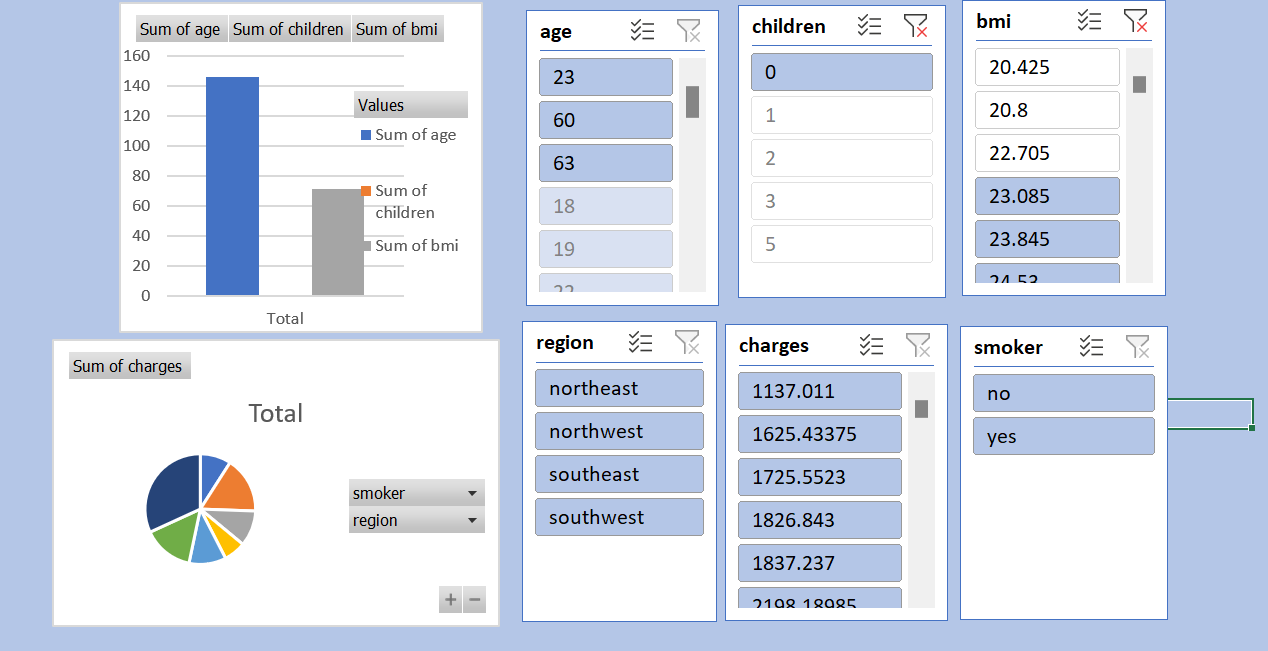 Sum of age Sum of children Sum of bmi
160
140
120
100
80
60
40
20
0
Values
Sum of age
Sum of
children
Sum of bmi
Total
age
23
60
63
18
19
22
children
0
1
2
3
5
bmi
20.425
20.8
22.705
23.085
23.845
24.53
Sum of charges
Total
smoker
region
+ −
region
northeast
northwest
southeast
southwest
charges
1137.011
1625.43375
1725.5523
1826.843
1837.237
2198.18985
smoker
no
yes